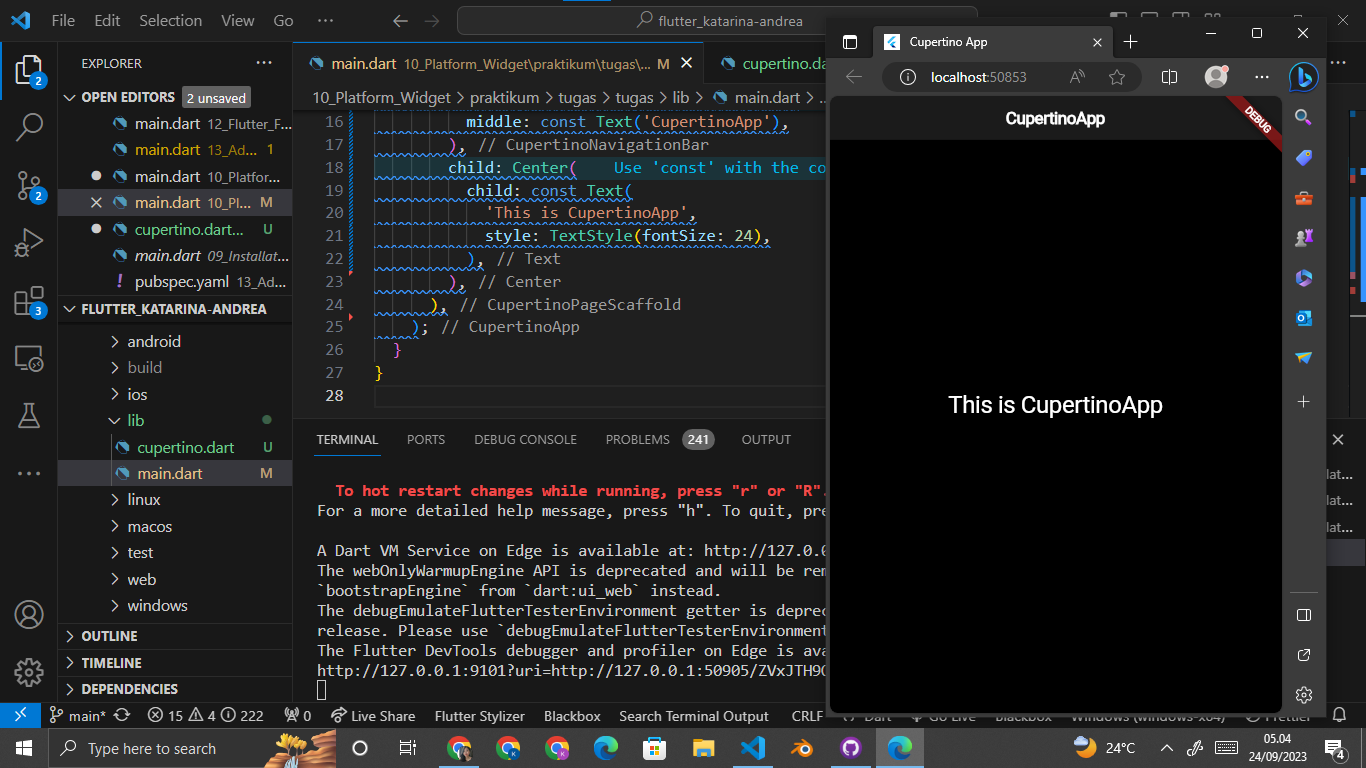 File Edit Selection View Go ...
flutter_katarina-andrea
EXPLORER
OPEN EDITORS 2 unsaved
main.dart 12_Flutter_F...
main.dart 13_Ad... 1
main.dart 10_Platfor...
main.dart 10_Pl... M
cupertino.dart... U
main.dart 09_Installat...
pubspec.yaml 13_Ad...
FLUTTER_KATARINA-ANDREA
android
build
ios
lib
cupertino.dart U
main.dart M
linux
macos
test
web
windows
OUTLINE
TIMELINE
DEPENDENCIES
2
2
3
main.dart 10_Platform_Widget\praktikum\tugas\... M
cupertino.da
10_Platform_Widget > praktikum > tugas > tugas > lib > main.dart > ...
16 middle: const Text('CupertinoApp'),
17 ), // CupertinoNavigationBar
18 child: Center( Use 'const' with the co
19 child: const Text(
20 'This is CupertinoApp',
21 style: TextStyle(fontSize: 24),
22 ), // Text
23 ), // Center
24 ), // CupertinoPageScaffold
25 ); // CupertinoApp
26 }
27 }
28
TERMINAL PORTS DEBUG CONSOLE PROBLEMS 241 OUTPUT
To hot restart changes while running, press "r" or "R".
For a more detailed help message, press "h". To quit, pre
A Dart VM Service on Edge is available at: http://127.0.0
The webOnlyWarmupEngine API is deprecated and will be rem
`bootstrapEngine` from `dart:ui_web` instead.
The debugEmulateFlutterTesterEnvironment getter is deprec
release. Please use `debugEmulateFlutterTesterEnvironment
The Flutter DevTools debugger and profiler on Edge is ava
http://127.0.0.1:9101?uri=http://127.0.0.1:50905/ZVxJTH9
lat...
lat...
lat...
Cupertino App
localhost:50853
CupertinoApp
DEBUG
This is CupertinoApp
main* 15 4 222 0 Live Share Flutter Stylizer Blackbox Search Terminal Output CRLF Dart Go Live Blackbox Windows (windows-x64) Prettier
Type here to search
24°C
05.04
24/09/2023
4